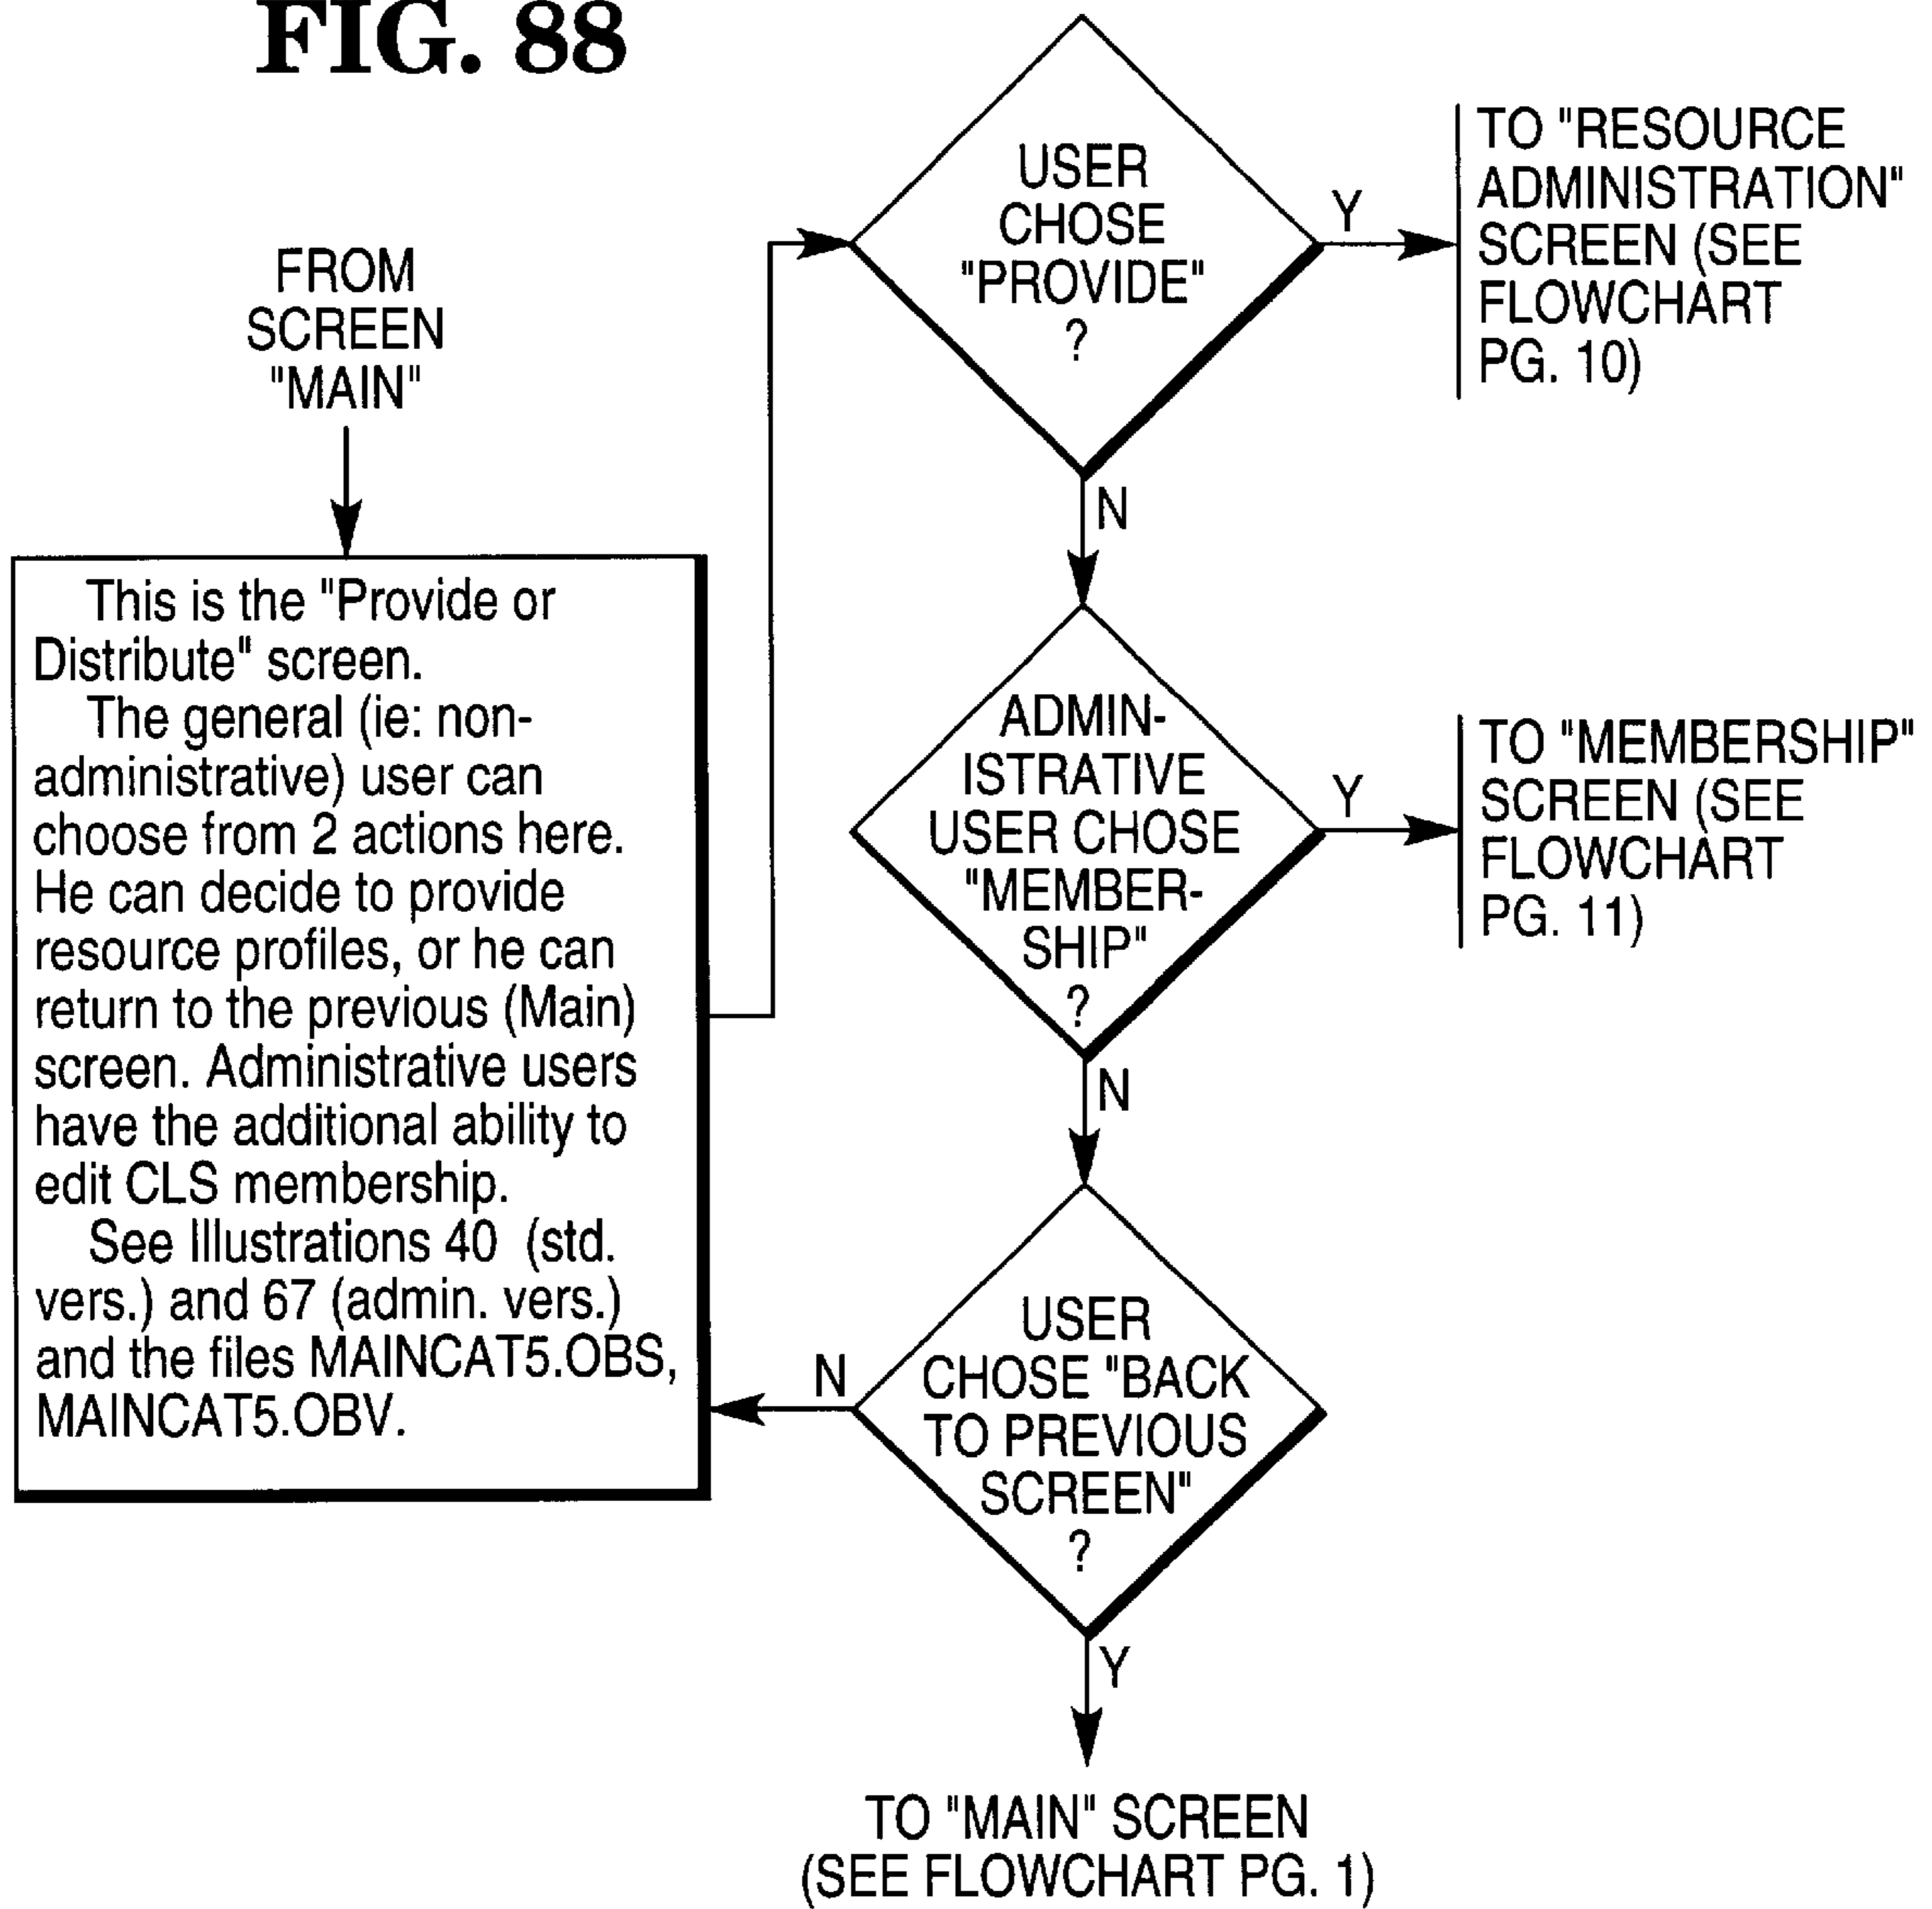 FIG. 88
FROM
SCREEN
"MAIN"
This is the "Provide or
Distribute" screen.
The general (ie: non-
administrative) user can
choose from 2 actions here.
He can decide to provide
resource profiles, or he can
return to the previous (Main)
screen. Administrative users
have the additional ability to
edit CLS membership.
See Illustrations 40 (std.
vers.) and 67 (admin. vers.)
and the files MAINCAT5.OBS,
MAINCAT5.OBV.
USER
CHOSE
"PROVIDE"
?
Y
TO "RESOURCE
ADMINISTRATION"
SCREEN (SEE
FLOWCHART
PG. 10)
N
ADMIN-
ISTRATIVE
USER CHOSE
"MEMBER-
SHIP"
?
Y
TO "MEMBERSHIP"
SCREEN (SEE
FLOWCHART
PG. 11)
N
USER
CHOSE "BACK
TO PREVIOUS
SCREEN"
?
N
Y
TO "MAIN" SCREEN
(SEE FLOWCHART PG. 1)